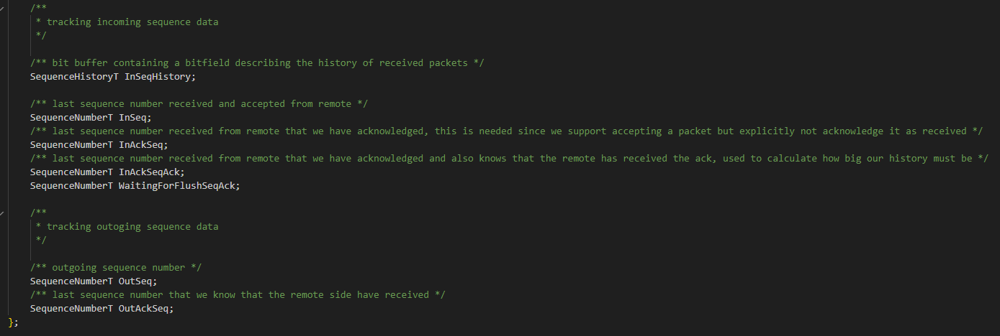 /**
* tracking incoming sequence data
*/
/** bit buffer containing a bitfield describing the history of received packets */
SequenceHistoryT InSeqHistory;
/** last sequence number received and accepted from remote */
SequenceNumberT InSeq;
/** last sequence number received from remote that we have acknowledged, this is needed since we support accepting a packet but explicitly not acknowledge it as received */
SequenceNumberT InAckSeq;
/** last sequence number received from remote that we have acknowledged and also knows that the remote has received the ack, used to calculate how big our history must be */
SequenceNumberT InAckSeqAck;
SequenceNumberT WaitingForFlushSeqAck;
/**
* tracking outoging sequence data
*/
/** outgoing sequence number */
SequenceNumberT OutSeq;
/** last sequence number that we know that the remote side have received */
SequenceNumberT OutAckSeq;
};